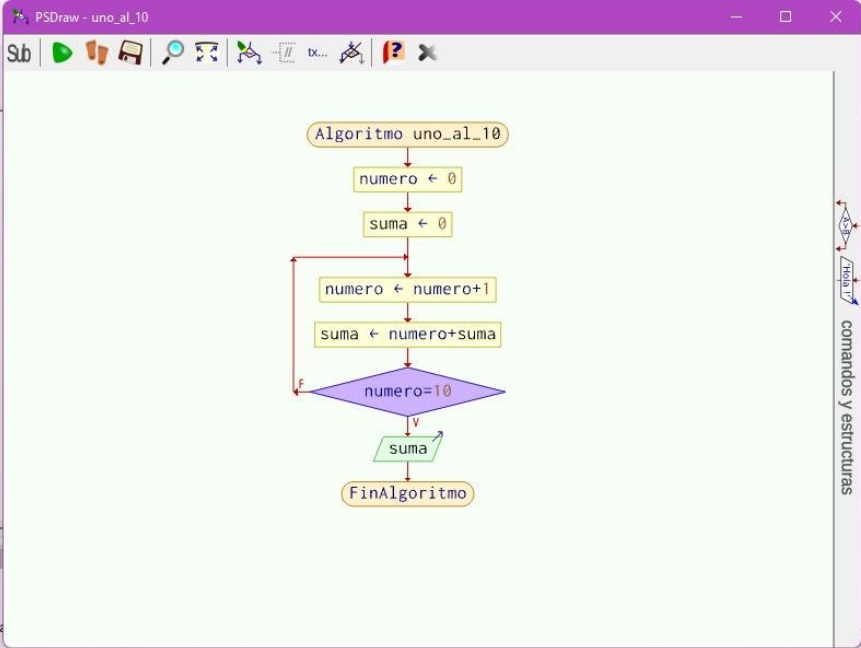 PSDraw - uno_al_10
Sub
//
tx...
?
Algoritmo uno_al_10
numero ← 0
suma ← 0
numero ← numero+1
suma ← numero+suma
numero=10
F
V
suma
FinAlgoritmo
A>B
'Hola !'
comandos y estructuras